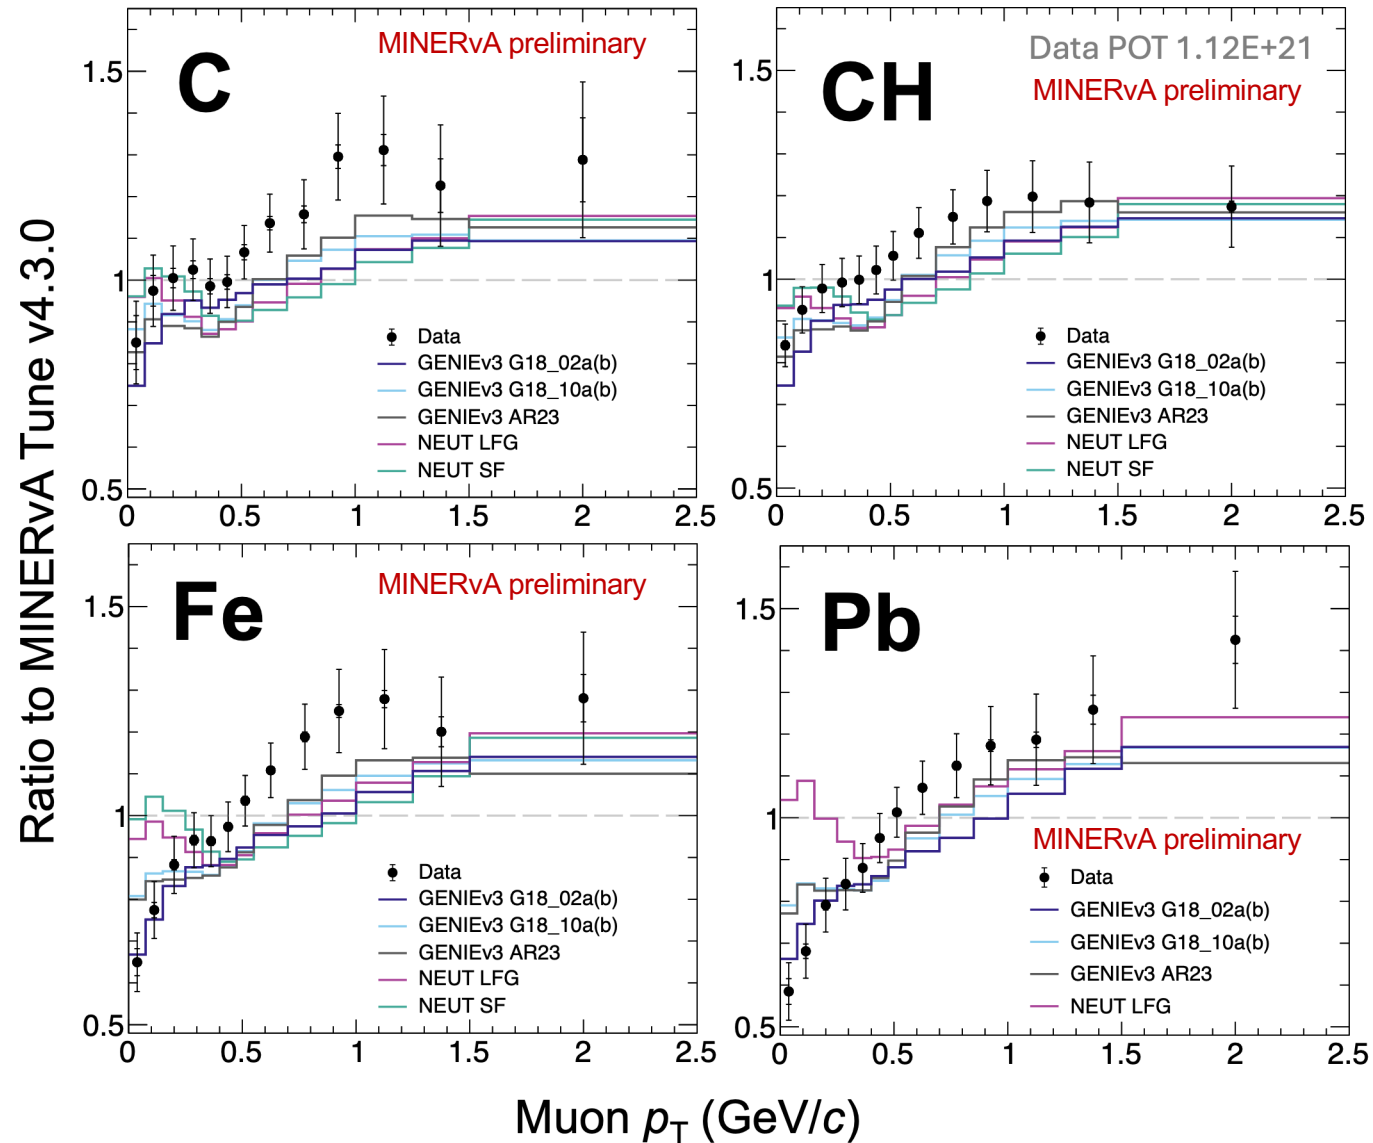 Ratio to MINERvA Tune v4.3.0
C
MINERvA preliminary
1.5
1
0.5
Data
GENIEv3 G18_02a(b)
GENIEv3 G18_10a(b)
GENIEv3 AR23
NEUT LFG
NEUT SF
0 0.5 1 1.5 2 2.5
CH
Data POT 1.12E+21
MINERvA preliminary
1.5
1
0.5
Data
GENIEv3 G18_02a(b)
GENIEv3 G18_10a(b)
GENIEv3 AR23
NEUT LFG
NEUT SF
0 0.5 1 1.5 2 2.5
Fe
MINERvA preliminary
1.5
1
0.5
Data
GENIEv3 G18_02a(b)
GENIEv3 G18_10a(b)
GENIEv3 AR23
NEUT LFG
NEUT SF
0 0.5 1 1.5 2 2.5
Pb
1.5
1
0.5
MINERvA preliminary
Data
GENIEv3 G18_02a(b)
GENIEv3 G18_10a(b)
GENIEv3 AR23
NEUT LFG
0 0.5 1 1.5 2 2.5
Muon pT (GeV/c)